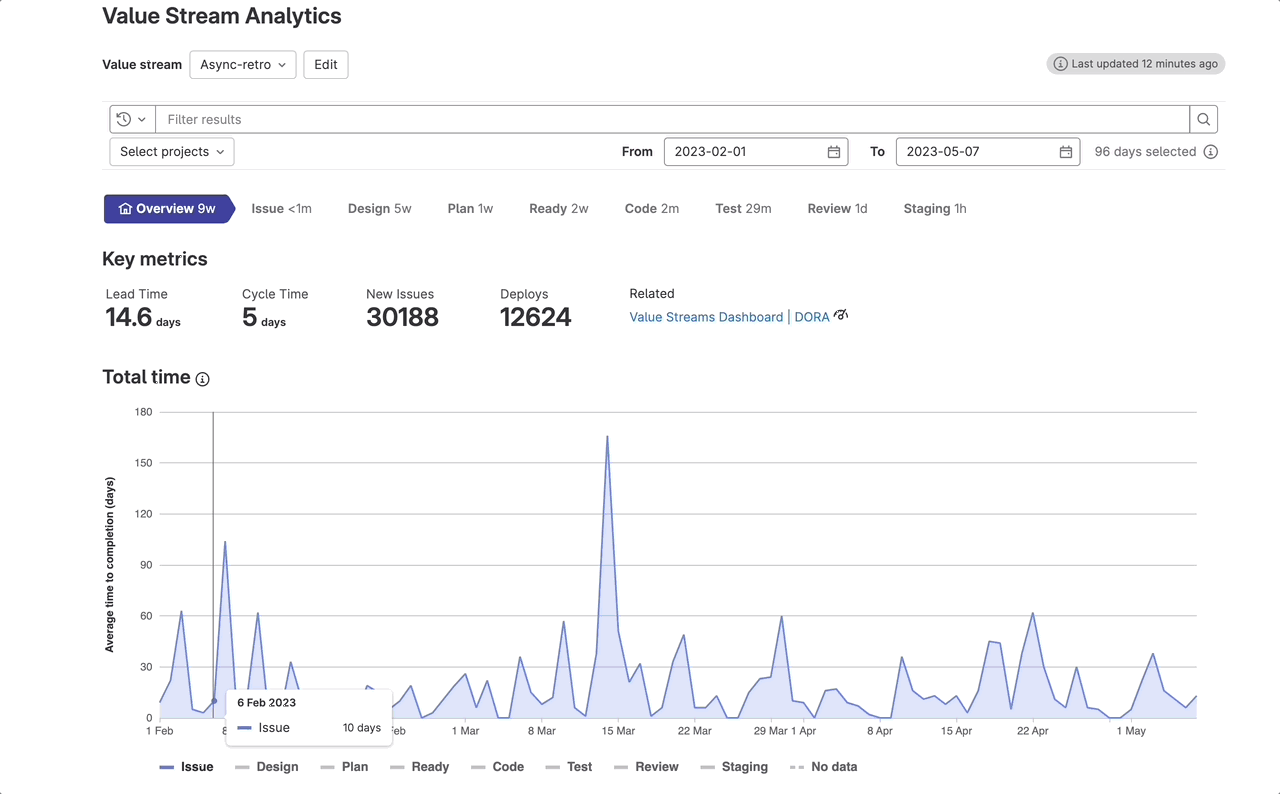 Value Stream Analytics
Value stream Async-retro Edit Last updated 12 minutes ago
Filter results
Select projects From 2023-02-01 To 2023-05-07 96 days selected
Overview 9w Issue <1m Design 5w Plan 1w Ready 2w Code 2m Test 29m Review 1d Staging 1h
Key metrics
Lead Time Cycle Time New Issues Deploys Related
14.6 days 5 days 30188 12624 Value Streams Dashboard | DORA
Total time
Average time to completion (days)
180
150
120
90
60
30
0
6 Feb 2023
Issue 10 days
1 Feb 8 eb 1 Mar 8 Mar 15 Mar 22 Mar 29 Mar 1 Apr 8 Apr 15 Apr 22 Apr 1 May
Issue Design Plan Ready Code Test Review Staging No data